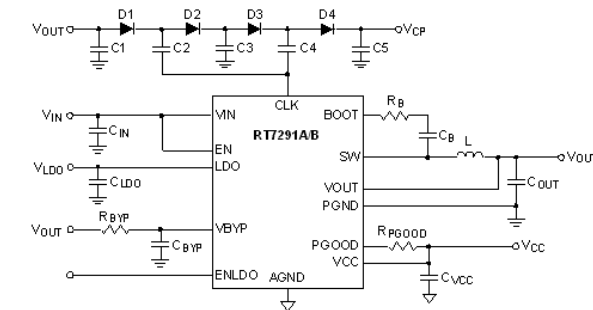 D1 D2 D3 D4
VOUT VCP
C1 C2 C3 C4 C5
CLK
VIN VIN BOOT RB
CIN RT7291A/B CB
EN SW L VOUT
VLDO LDO
CLDO VOUT COUT
RBYP PGND
VOUT VBYP RPGOOD
CBYP PGOOD VCC
VCC
ENLDO AGND CVCC